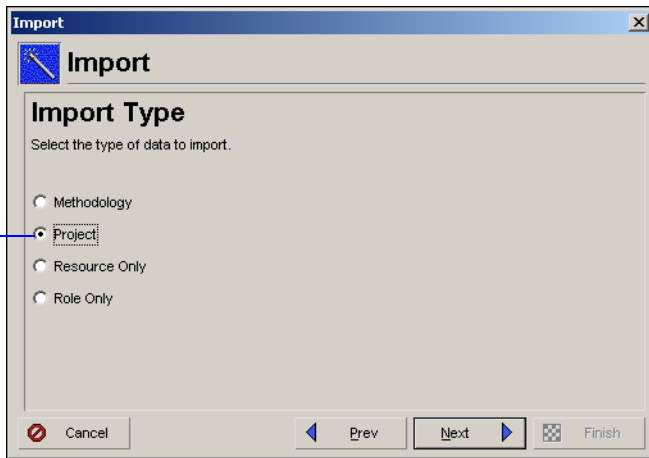 Import
Import
Import Type
Select the type of data to import.
Methodology
Project
Resource Only
Role Only
Cancel
Prev
Next
Finish